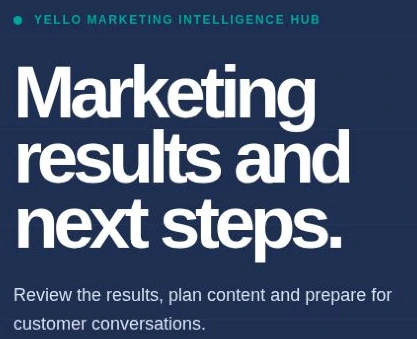 YELLO MARKETING INTELLIGENCE HUB
Marketing
results and
next steps.
Review the results, plan content and prepare for
customer conversations.